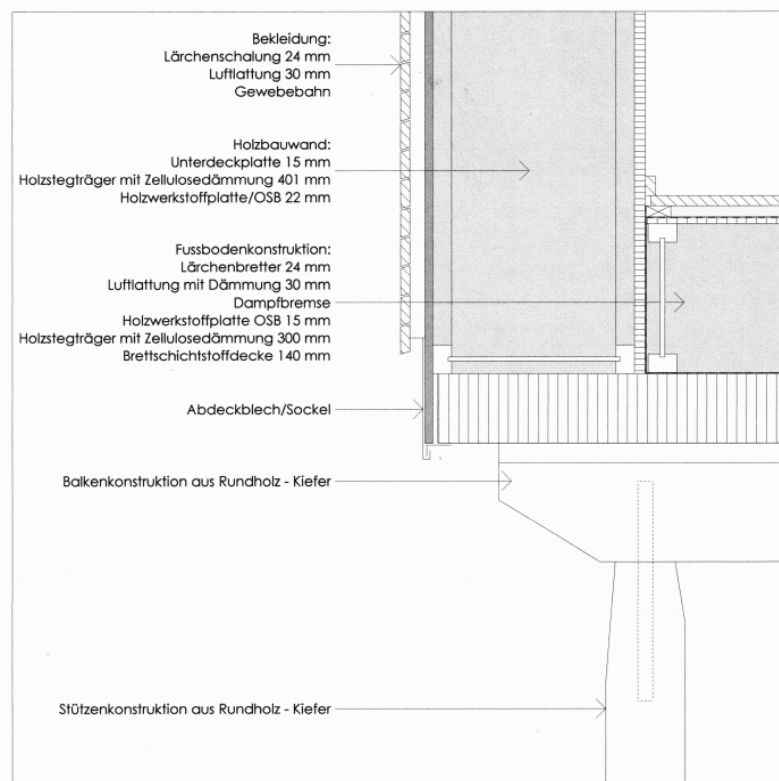 Bekleidung:
Lärchenschalung 24 mm
Luftlattung 30 mm
Gewebebahn
Holzbauwand:
Unterdeckplatte 15 mm
Holzstegträger mit Zellulosedämmung 401 mm
Holzwerkstoffplatte/OSB 22 mm
Fussbodenkonstruktion:
Lärchenbretter 24 mm
Luftlattung mit Dämmung 30 mm
Dampfbremse
Holzwerkstoffplatte OSB 15 mm
Holzstegträger mit Zellulosedämmung 300 mm
Brettschichtstoffdecke 140 mm
Abdeckblech/Sockel
Balkenkonstruktion aus Rundholz - Kiefer
Stützenkonstruktion aus Rundholz - Kiefer